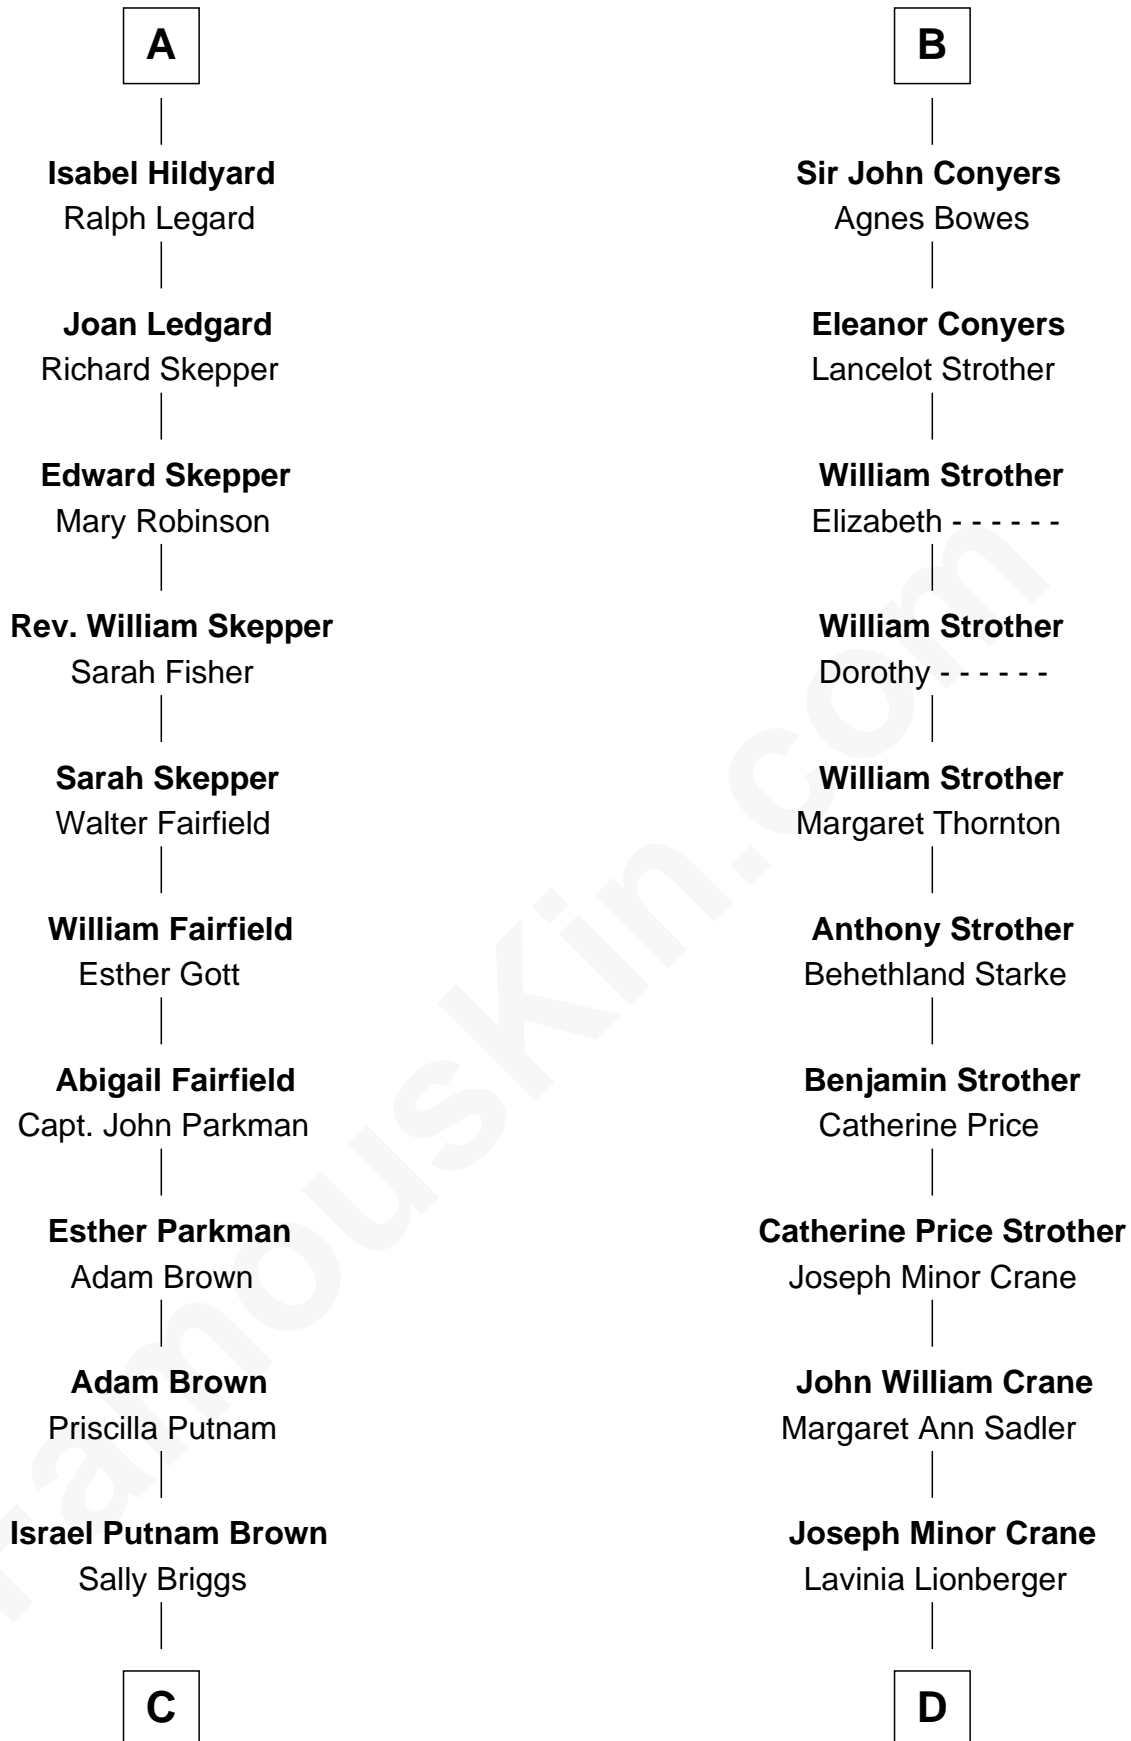 A
Isabel Hildyard
Ralph Legard
Joan Ledgard
Richard Skepper
Edward Skepper
Mary Robinson
Rev. William Skepper
Sarah Fisher
Sarah Skepper
Walter Fairfield
William Fairfield
Esther Gott
Abigail Fairfield
Capt. John Parkman
Esther Parkman
Adam Brown
Adam Brown
Priscilla Putnam
Israel Putnam Brown
Sally Briggs
C
B
Sir John Conyers
Agnes Bowes
Eleanor Conyers
Lancelot Strother
William Strother
Elizabeth - - - - - -
William Strother
Dorothy - - - - - -
William Strother
Margaret Thornton
Anthony Strother
Behethland Starke
Benjamin Strother
Catherine Price
Catherine Price Strother
Joseph Minor Crane
John William Crane
Margaret Ann Sadler
Joseph Minor Crane
Lavinia Lionberger
D
FamousKin.com